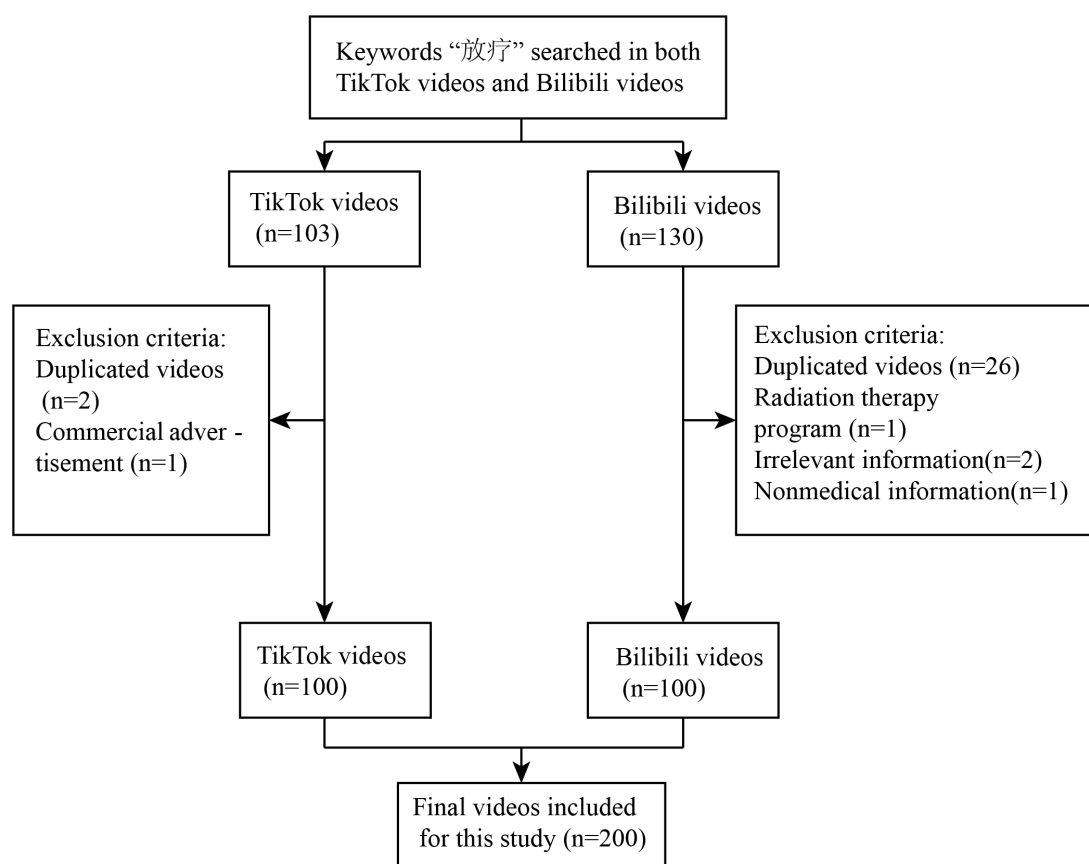 Keywords “放疗” searched in both
TikTok videos and Bilibili videos
TikTok videos
(n=103)
Bilibili videos
(n=130)
Exclusion criteria:
Duplicated videos
(n=2)
Commercial adver -
tisement (n=1)
Exclusion criteria:
Duplicated videos (n=26)
Radiation therapy
program (n=1)
Irrelevant information(n=2)
Nonmedical information(n=1)
TikTok videos
(n=100)
Bilibili videos
(n=100)
Final videos included
for this study (n=200)